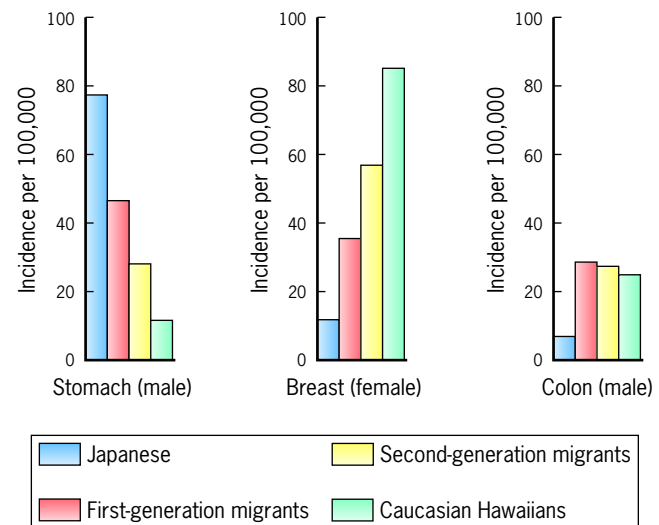 100
80
60
40
20
0
Incidence per 100,000
Stomach (male)
100
80
60
40
20
0
Incidence per 100,000
Breast (female)
100
80
60
40
20
0
Incidence per 100,000
Colon (male)
Japanese
Second-generation migrants
First-generation migrants
Caucasian Hawaiians